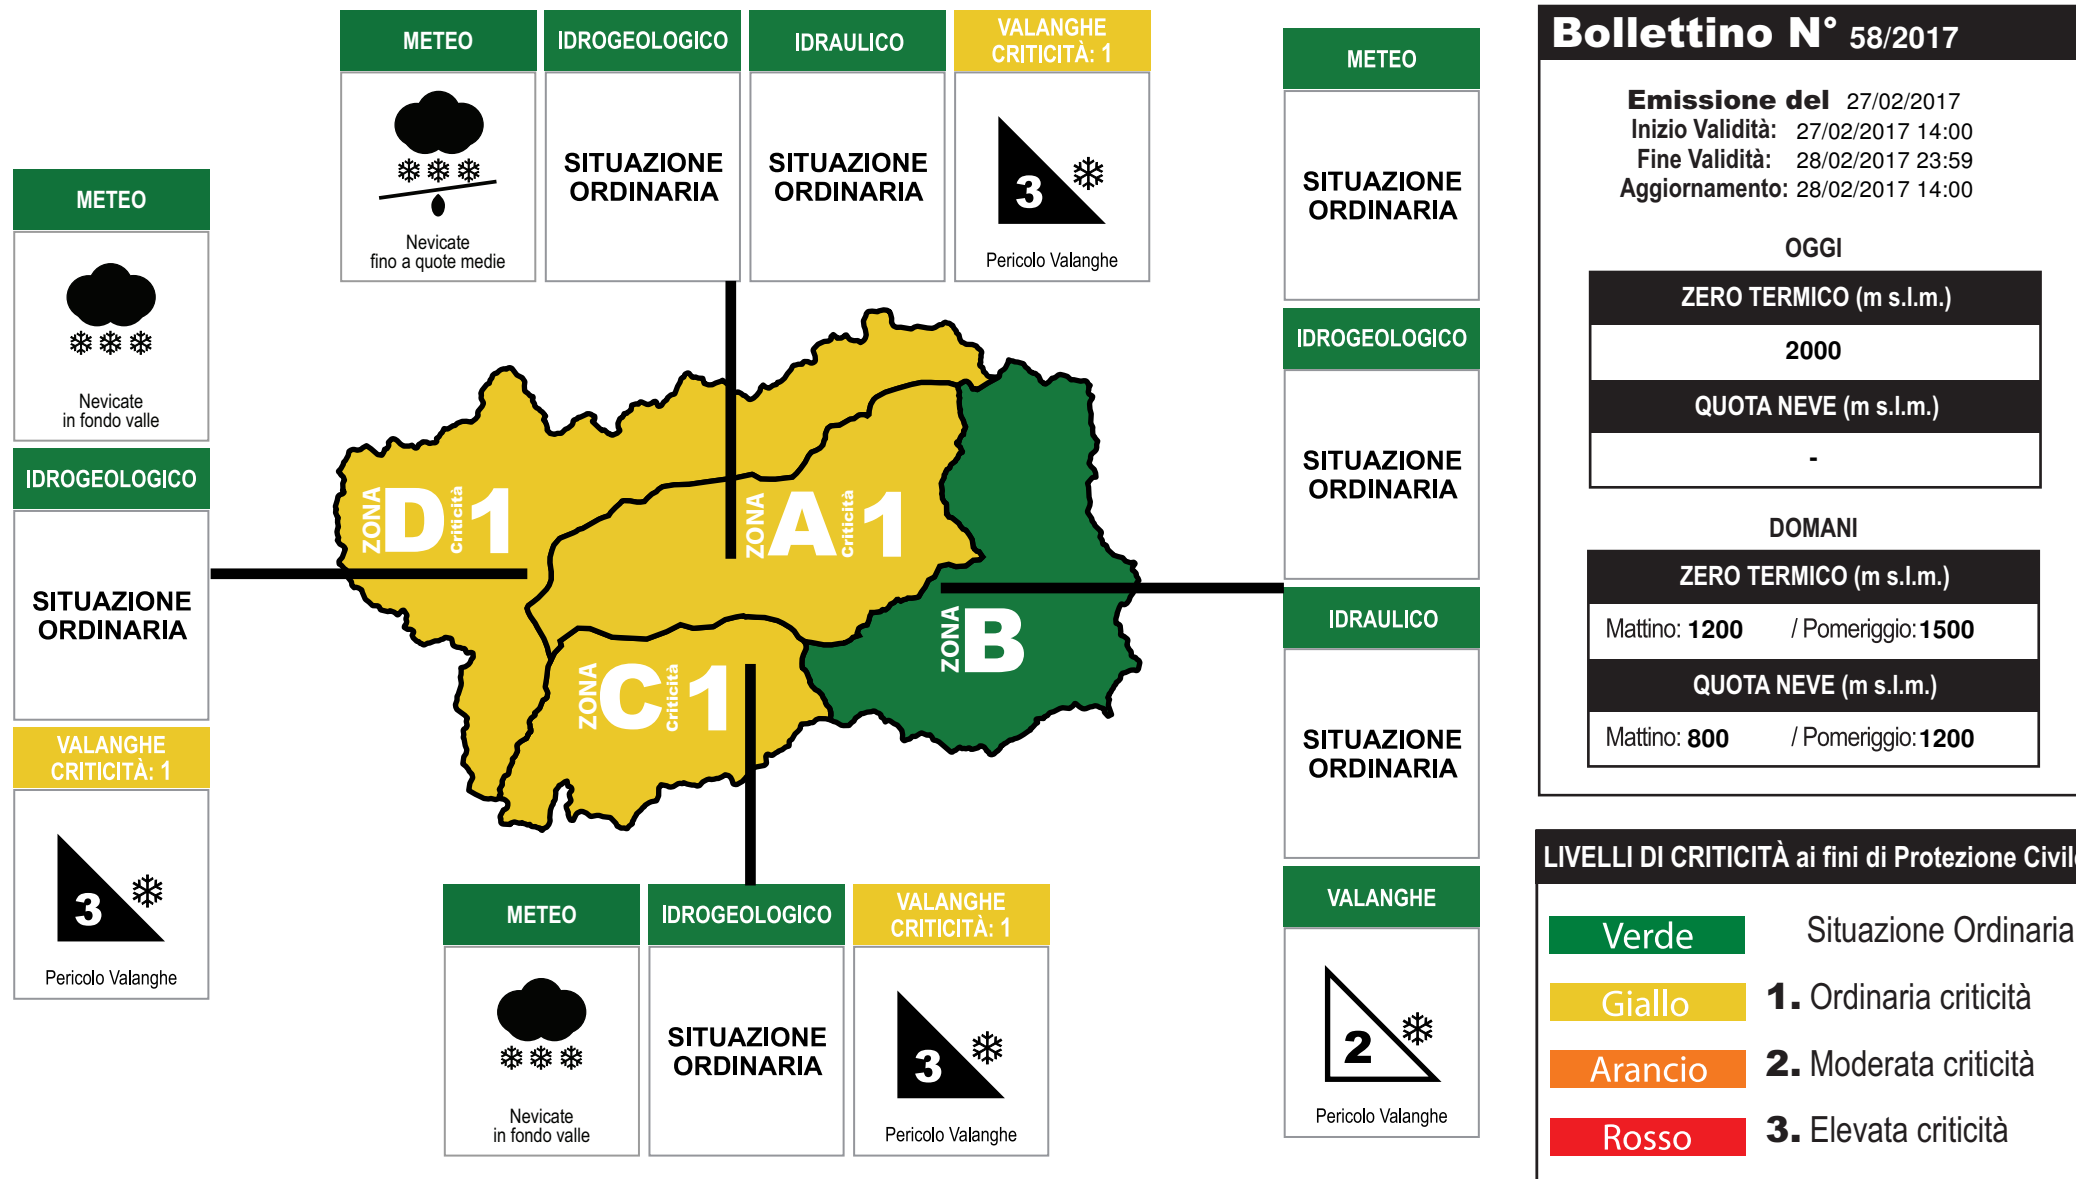 METEO
Nevicate
fino a quote medie
IDROGEOLOGICO
SITUAZIONE
ORDINARIA
IDRAULICO
SITUAZIONE
ORDINARIA
VALANGHE
CRITICITÀ: 1
3
Pericolo Valanghe
METEO
Nevicate
in fondo valle
IDROGEOLOGICO
SITUAZIONE
ORDINARIA
VALANGHE
CRITICITÀ: 1
3
Pericolo Valanghe
ZONA D Criticità 1
ZONA A Criticità 1
ZONA B
ZONA C Criticità 1
METEO
Nevicate
in fondo valle
IDROGEOLOGICO
SITUAZIONE
ORDINARIA
VALANGHE
CRITICITÀ: 1
3
Pericolo Valanghe
METEO
SITUAZIONE
ORDINARIA
IDROGEOLOGICO
SITUAZIONE
ORDINARIA
IDRAULICO
SITUAZIONE
ORDINARIA
VALANGHE
2
Pericolo Valanghe
Bollettino N° 58/2017
Emissione del 27/02/2017
Inizio Validità: 27/02/2017 14:00
Fine Validità: 28/02/2017 23:59
Aggiornamento: 28/02/2017 14:00
OGGI
ZERO TERMICO (m s.l.m.)
2000
QUOTA NEVE (m s.l.m.)
-
DOMANI
ZERO TERMICO (m s.l.m.)
Mattino: 1200 / Pomeriggio: 1500
QUOTA NEVE (m s.l.m.)
Mattino: 800 / Pomeriggio: 1200
LIVELLI DI CRITICITÀ ai fini di Protezione Civile
Verde Situazione Ordinaria
Giallo 1. Ordinaria criticità
Arancio 2. Moderata criticità
Rosso 3. Elevata criticità